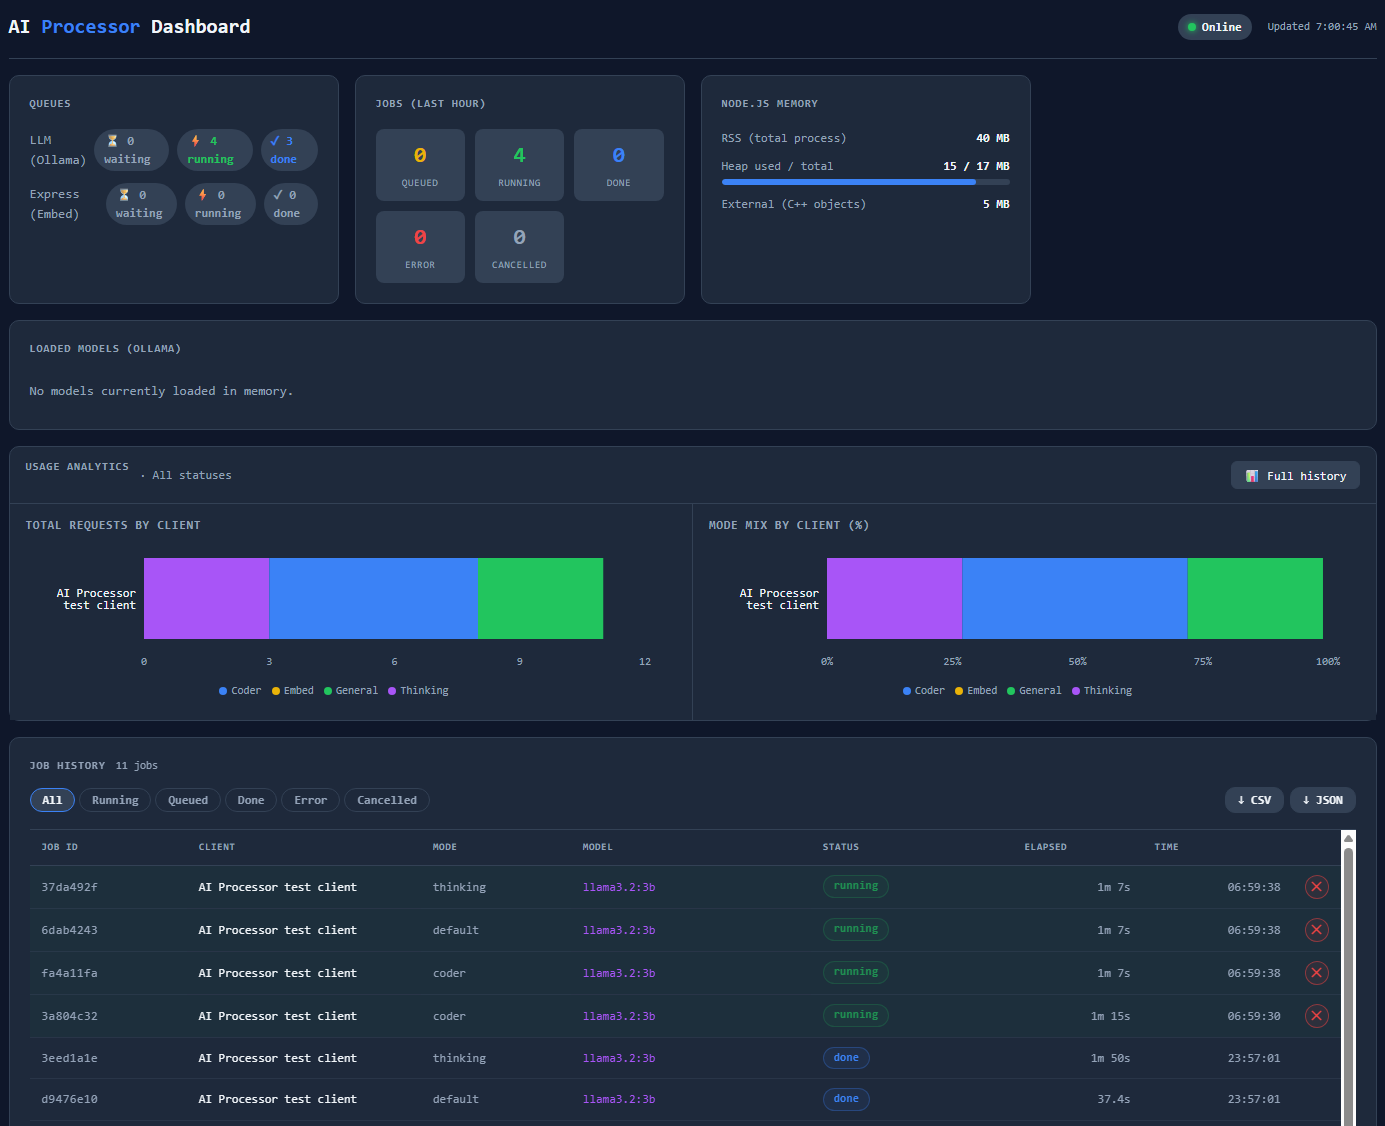 AI Processor Dashboard
Online
Updated 7:00:45 AM
QUEUES
LLM (Ollama)
⏳ 0 waiting
⚡ 4 running
✓ 3 done
Express (Embed)
⏳ 0 waiting
⚡ 0 running
✓ 0 done
JOBS (LAST HOUR)
0 QUEUED
4 RUNNING
0 DONE
0 ERROR
0 CANCELLED
NODE.JS MEMORY
RSS (total process) 40 MB
Heap used / total 15 / 17 MB
External (C++ objects) 5 MB
LOADED MODELS (OLLAMA)
No models currently loaded in memory.
USAGE ANALYTICS · All statuses
📊 Full history
TOTAL REQUESTS BY CLIENT
AI Processor
test client
0 3 6 9 12
Coder Embed General Thinking
MODE MIX BY CLIENT (%)
AI Processor
test client
0% 25% 50% 75% 100%
Coder Embed General Thinking
JOB HISTORY 11 jobs
All Running Queued Done Error Cancelled
↓ CSV ↓ JSON
JOB ID CLIENT MODE MODEL STATUS ELAPSED TIME
37da492f AI Processor test client thinking llama3.2:3b running 1m 7s 06:59:38
6dab4243 AI Processor test client default llama3.2:3b running 1m 7s 06:59:38
fa4a11fa AI Processor test client coder llama3.2:3b running 1m 7s 06:59:38
3a804c32 AI Processor test client coder llama3.2:3b running 1m 15s 06:59:30
3eed1a1e AI Processor test client thinking llama3.2:3b done 1m 50s 23:57:01
d9476e10 AI Processor test client default llama3.2:3b done 37.4s 23:57:01